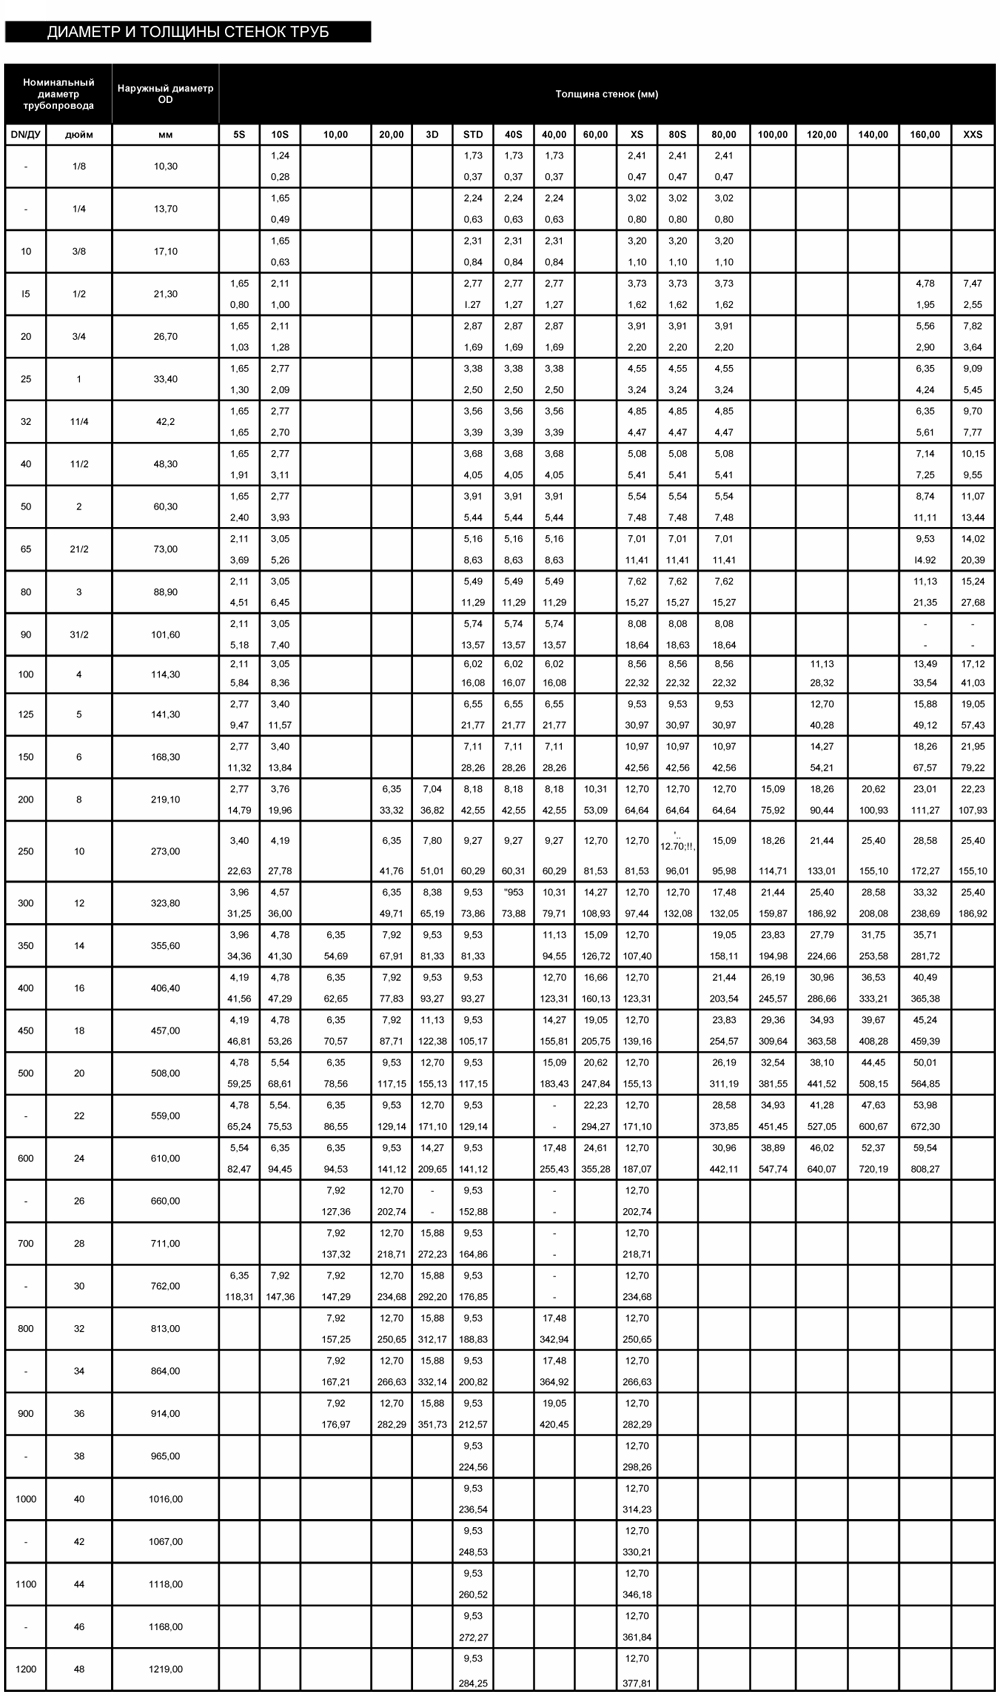 ДИАМЕТР И ТОЛЩИНЫ СТЕНОК ТРУБ
Номинальный диаметр трубопровода Наружный диаметр OD Толщина стенок (мм)
DN/ДУ дюйм мм 5S 10S 10,00 20,00 3D STD 40S 40,00 60,00 XS 80S 80,00 100,00 120,00 140,00 160,00 XXS
1,24 1,73 1,73 1,73 2,41 2,41 2,41
- 1/8 10,30
0,28 0,37 0,37 0,37 0,47 0,47 0,47
1,65 2,24 2,24 2,24 3,02 3,02 3,02
- 1/4 13,70
0,49 0,63 0,63 0,63 0,80 0,80 0,80
1,65 2,31 2,31 2,31 3,20 3,20 3,20
10 3/8 17,10
0,63 0,84 0,84 0,84 1,10 1,10 1,10
1,65 2,11 2,77 2,77 2,77 3,73 3,73 3,73 4,78 7,47
I5 1/2 21,30
0,80 1,00 I.27 1,27 1,27 1,62 1,62 1,62 1,95 2,55
1,65 2,11 2,87 2,87 2,87 3,91 3,91 3,91 5,56 7,82
20 3/4 26,70
1,03 1,28 1,69 1,69 1,69 2,20 2,20 2,20 2,90 3,64
1,65 2,77 3,38 3,38 3,38 4,55 4,55 4,55 6,35 9,09
25 1 33,40
1,30 2,09 2,50 2,50 2,50 3,24 3,24 3,24 4,24 5,45
1,65 2,77 3,56 3,56 3,56 4,85 4,85 4,85 6,35 9,70
32 11/4 42,2
1,65 2,70 3,39 3,39 3,39 4,47 4,47 4,47 5,61 7,77
1,65 2,77 3,68 3,68 3,68 5,08 5,08 5,08 7,14 10,15
40 11/2 48,30
1,91 3,11 4,05 4,05 4,05 5,41 5,41 5,41 7,25 9,55
1,65 2,77 3,91 3,91 3,91 5,54 5,54 5,54 8,74 11,07
50 2 60,30
2,40 3,93 5,44 5,44 5,44 7,48 7,48 7,48 11,11 13,44
2,11 3,05 5,16 5,16 5,16 7,01 7,01 7,01 9,53 14,02
65 21/2 73,00
3,69 5,26 8,63 8,63 8,63 11,41 11,41 11,41 I4.92 20,39
2,11 3,05 5,49 5,49 5,49 7,62 7,62 7,62 11,13 15,24
80 3 88,90
4,51 6,45 11,29 11,29 11,29 15,27 15,27 15,27 21,35 27,68
2,11 3,05 5,74 5,74 5,74 8,08 8,08 8,08 - -
90 31/2 101,60
5,18 7,40 13,57 13,57 13,57 18,64 18,63 18,64 - -
2,11 3,05 6,02 6,02 6,02 8,56 8,56 8,56 11,13 13,49 17,12
100 4 114,30
5,84 8,36 16,08 16,07 16,08 22,32 22,32 22,32 28,32 33,54 41,03
2,77 3,40 6,55 6,55 6,55 9,53 9,53 9,53 12,70 15,88 19,05
125 5 141,30
9,47 11,57 21,77 21,77 21,77 30,97 30,97 30,97 40,28 49,12 57,43
2,77 3,40 7,11 7,11 7,11 10,97 10,97 10,97 14,27 18,26 21,95
150 6 168,30
11,32 13,84 28,26 28,26 28,26 42,56 42,56 42,56 54,21 67,57 79,22
2,77 3,76 6,35 7,04 8,18 8,18 8,18 10,31 12,70 12,70 12,70 15,09 18,26 20,62 23,01 22,23
200 8 219,10
14,79 19,96 33,32 36,82 42,55 42,55 42,55 53,09 64,64 64,64 64,64 75,92 90,44 100,93 111,27 107,93
3,40 4,19 6,35 7,80 9,27 9,27 9,27 12,70 12,70 '.. 12.70;!!, 15,09 18,26 21,44 25,40 28,58 25,40
250 10 273,00
22,63 27,78 41,76 51,01 60,29 60,31 60,29 81,53 81,53 96,01 95,98 114,71 133,01 155,10 172,27 155,10
3,96 4,57 6,35 8,38 9,53 "953 10,31 14,27 12,70 12,70 17,48 21,44 25,40 28,58 33,32 25,40
300 12 323,80
31,25 36,00 49,71 65,19 73,86 73,88 79,71 108,93 97,44 132,08 132,05 159,87 186,92 208,08 238,69 186,92
3,96 4,78 6,35 7,92 9,53 9,53 11,13 15,09 12,70 19,05 23,83 27,79 31,75 35,71
350 14 355,60
34,36 41,30 54,69 67,91 81,33 81,33 94,55 126,72 107,40 158,11 194,98 224,66 253,58 281,72
4,19 4,78 6,35 7,92 9,53 9,53 12,70 16,66 12,70 21,44 26,19 30,96 36,53 40,49
400 16 406,40
41,56 47,29 62,65 77,83 93,27 93,27 123,31 160,13 123,31 203,54 245,57 286,66 333,21 365,38
4,19 4,78 6,35 7,92 11,13 9,53 14,27 19,05 12,70 23,83 29,36 34,93 39,67 45,24
450 18 457,00
46,81 53,26 70,57 87,71 122,38 105,17 155,81 205,75 139,16 254,57 309,64 363,58 408,28 459,39
4,78 5,54 6,35 9,53 12,70 9,53 15,09 20,62 12,70 26,19 32,54 38,10 44,45 50,01
500 20 508,00
59,25 68,61 78,56 117,15 155,13 117,15 183,43 247,84 155,13 311,19 381,55 441,52 508,15 564,85
4,78 5,54. 6,35 9,53 12,70 9,53 - 22,23 12,70 28,58 34,93 41,28 47,63 53,98
- 22 559,00
65,24 75,53 86,55 129,14 171,10 129,14 - 294,27 171,10 373,85 451,45 527,05 600,67 672,30
5,54 6,35 6,35 9,53 14,27 9,53 17,48 24,61 12,70 30,96 38,89 46,02 52,37 59,54
600 24 610,00
82,47 94,45 94,53 141,12 209,65 141,12 255,43 355,28 187,07 442,11 547,74 640,07 720,19 808,27
7,92 12,70 - 9,53 - 12,70
- 26 660,00
127,36 202,74 - 152,88 - 202,74
7,92 12,70 15,88 9,53 - 12,70
700 28 711,00
137,32 218,71 272,23 164,86 - 218,71
6,35 7,92 7,92 12,70 15,88 9,53 - 12,70
- 30 762,00
118,31 147,36 147,29 234,68 292,20 176,85 - 234,68
7,92 12,70 15,88 9,53 17,48 12,70
800 32 813,00
157,25 250,65 312,17 188,83 342,94 250,65
7,92 12,70 15,88 9,53 17,48 12,70
- 34 864,00
167,21 266,63 332,14 200,82 364,92 266,63
7,92 12,70 15,88 9,53 19,05 12,70
900 36 914,00
176,97 282,29 351,73 212,57 420,45 282,29
9,53 12,70
- 38 965,00
224,56 298,26
9,53 12,70
1000 40 1016,00
236,54 314,23
9,53 12,70
- 42 1067,00
248,53 330,21
9,53 12,70
1100 44 1118,00
260,52 346,18
9,53 12,70
- 46 1168,00
272,27 361,84
9,53 12,70
1200 48 1219,00
284,25 377,81